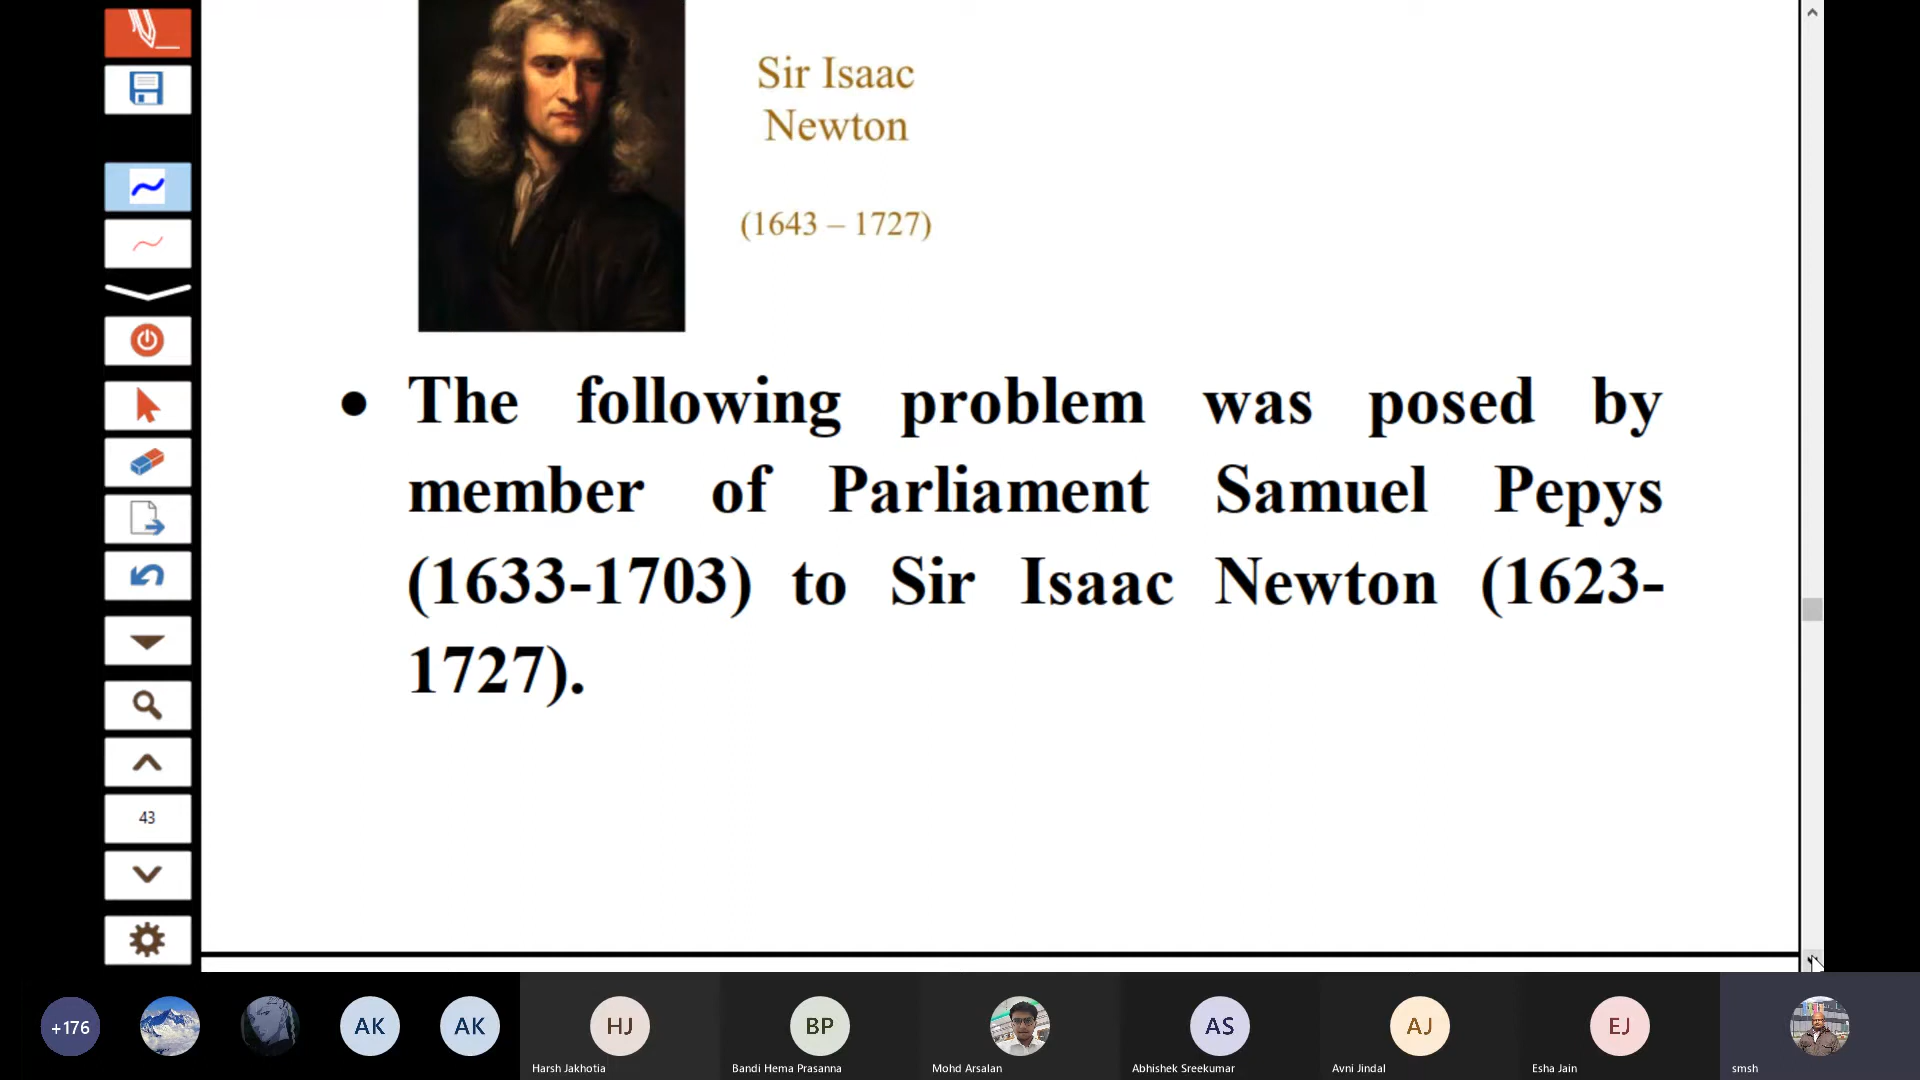 Sir Isaac
Newton
(1643 – 1727)
• The following problem was posed by
member of Parliament Samuel Pepys
(1633-1703) to Sir Isaac Newton (1623-
1727).
43
+176
AK
AK
HJ
BP
AS
AJ
EJ
Harsh Jakhotia
Bandi Hema Prasanna
Mohd Arsalan
Abhishek Sreekumar
Avni Jindal
Esha Jain
smsh